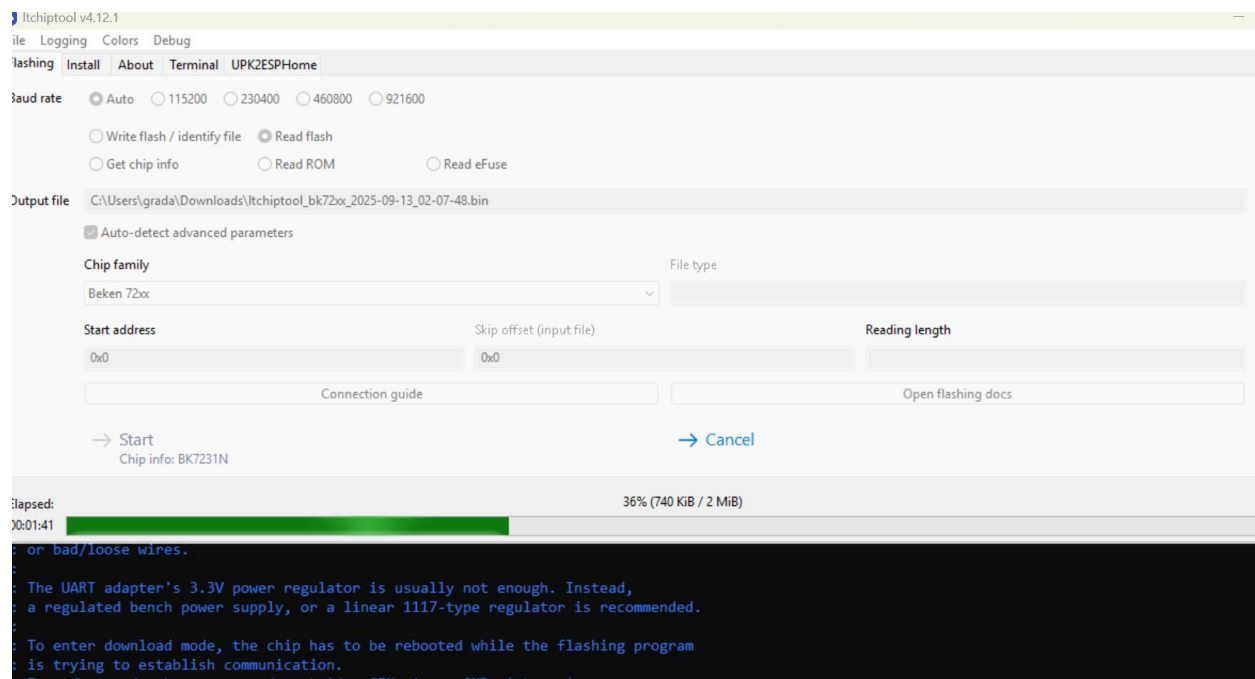 ltchiptool v4.12.1
ile Logging Colors Debug
lashing Install About Terminal UPK2ESPHome
Baud rate Auto 115200 230400 460800 921600
Write flash / identify file Read flash
Get chip info Read ROM Read eFuse
Output file C:\Users\grada\Downloads\ltchiptool_bk72xx_2025-09-13_02-07-48.bin
Auto-detect advanced parameters
Chip family File type
Beken 72xx
Start address Skip offset (input file) Reading length
0x0 0x0
Connection guide Open flashing docs
Start Cancel
Chip info: BK7231N
Elapsed: 36% (740 KiB / 2 MiB)
00:01:41
: or bad/loose wires.
:
: The UART adapter's 3.3V power regulator is usually not enough. Instead,
: a regulated bench power supply, or a linear 1117-type regulator is recommended.
:
: To enter download mode, the chip has to be rebooted while the flashing program
: is trying to establish communication.